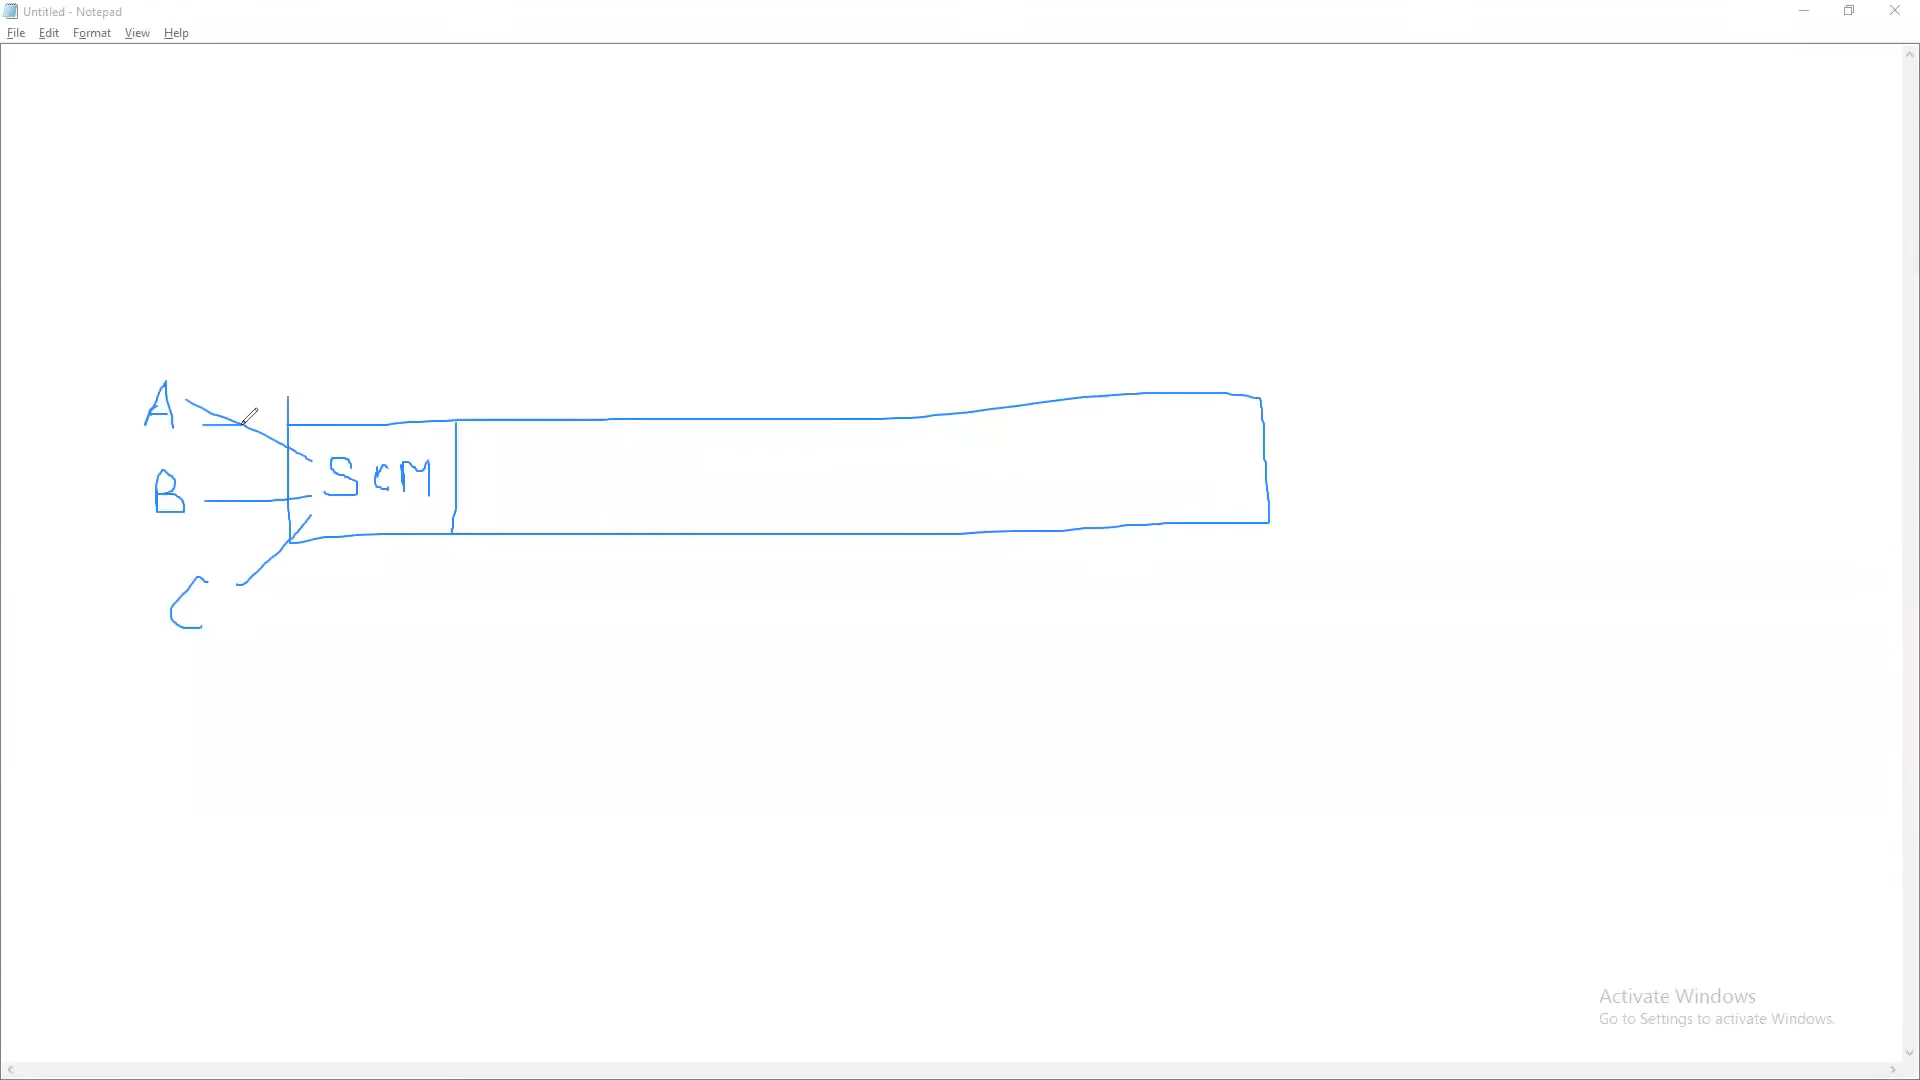 Untitled - Notepad
File Edit Format View Help
A
B
C
SCM
Activate Windows
Go to Settings to activate Windows.